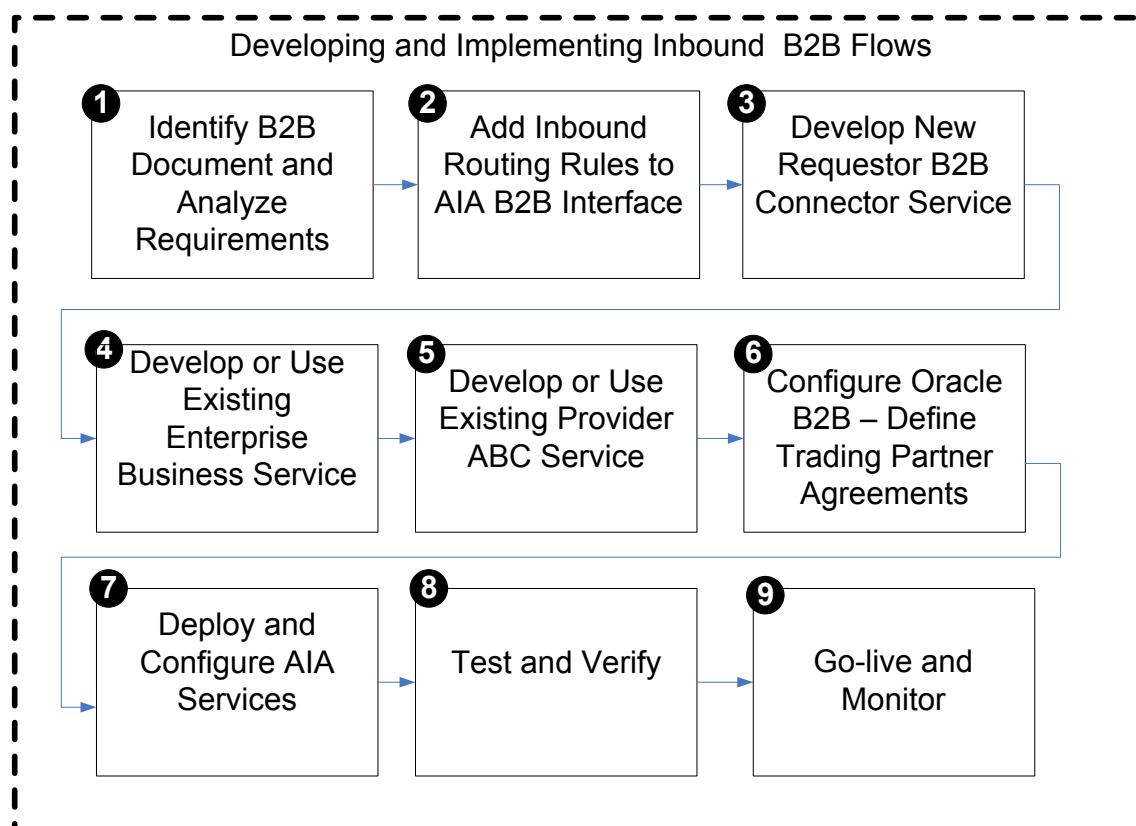 Developing and Implementing Inbound B2B Flows
1
Identify B2B
Document and
Analyze
Requirements
2
Add Inbound
Routing Rules to
AIA B2B Interface
3
Develop New
Requestor B2B
Connector Service
4
Develop or Use
Existing
Enterprise
Business Service
5
Develop or Use
Existing Provider
ABC Service
6
Configure Oracle
B2B – Define
Trading Partner
Agreements
7
Deploy and
Configure AIA
Services
8
Test and Verify
9
Go-live and
Monitor